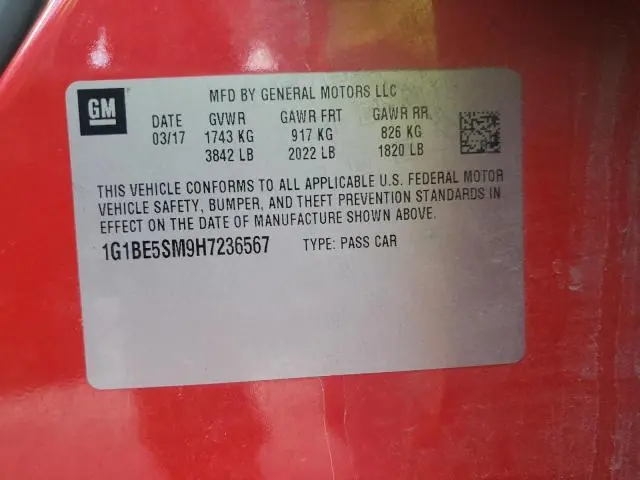 MFD BY GENERAL MOTORS LLC
GM
DATE GVWR GAWR FRT GAWR RR
03/17 1743 KG 917 KG 826 KG
3842 LB 2022 LB 1820 LB
THIS VEHICLE CONFORMS TO ALL APPLICABLE U.S. FEDERAL MOTOR
VEHICLE SAFETY, BUMPER, AND THEFT PREVENTION STANDARDS IN
EFFECT ON THE DATE OF MANUFACTURE SHOWN ABOVE.
1G1BE5SM9H7236567 TYPE: PASS CAR